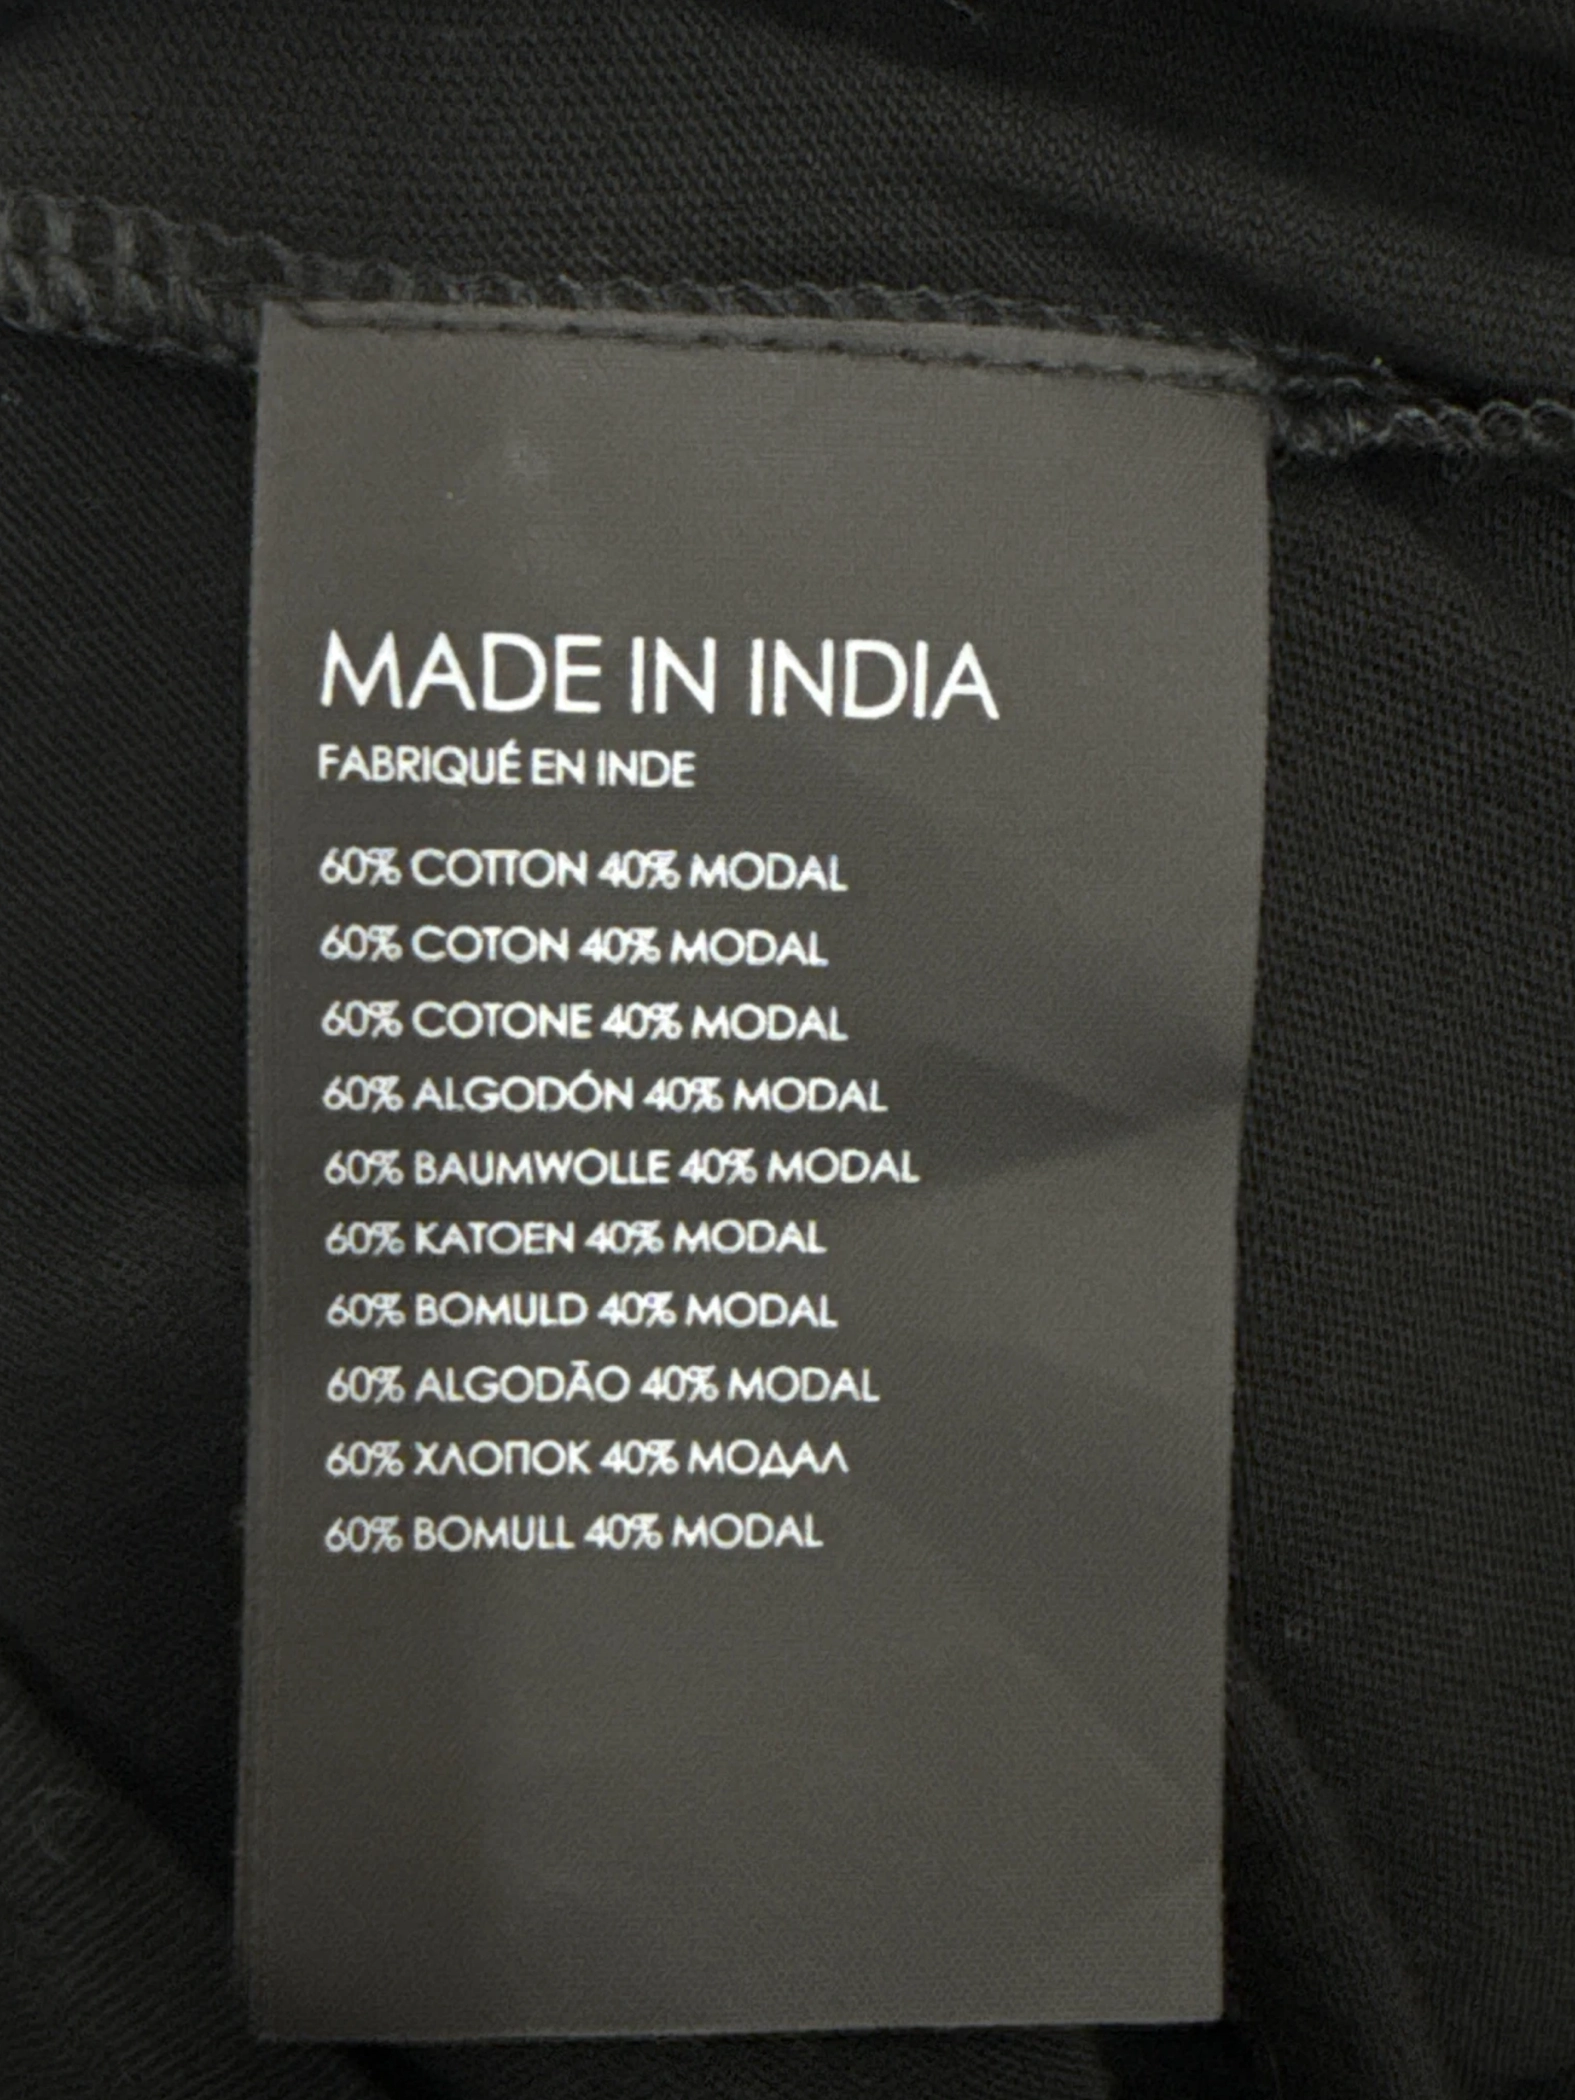 MADE IN INDIA
FABRIQUÉ EN INDE
60% COTTON 40% MODAL
60% COTON 40% MODAL
60% COTONE 40% MODAL
60% ALGODÓN 40% MODAL
60% BAUMWOLLE 40% MODAL
60% KATOEN 40% MODAL
60% BOMULD 40% MODAL
60% ALGODÃO 40% MODAL
60% ХЛОПОК 40% МОДАЛ
60% BOMULL 40% MODAL